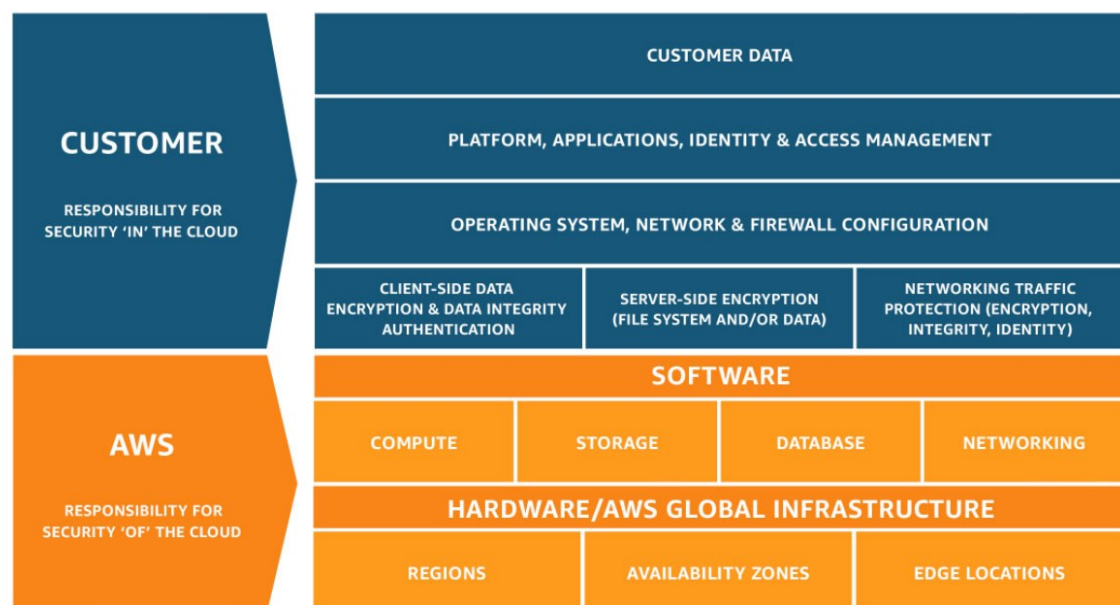 CUSTOMER
RESPONSIBILITY FOR
SECURITY ‘IN’ THE CLOUD
CUSTOMER DATA
PLATFORM, APPLICATIONS, IDENTITY & ACCESS MANAGEMENT
OPERATING SYSTEM, NETWORK & FIREWALL CONFIGURATION
CLIENT-SIDE DATA
ENCRYPTION & DATA INTEGRITY
AUTHENTICATION
SERVER-SIDE ENCRYPTION
(FILE SYSTEM AND/OR DATA)
NETWORKING TRAFFIC
PROTECTION (ENCRYPTION,
INTEGRITY, IDENTITY)
AWS
RESPONSIBILITY FOR
SECURITY ‘OF’ THE CLOUD
SOFTWARE
COMPUTE
STORAGE
DATABASE
NETWORKING
HARDWARE/AWS GLOBAL INFRASTRUCTURE
REGIONS
AVAILABILITY ZONES
EDGE LOCATIONS